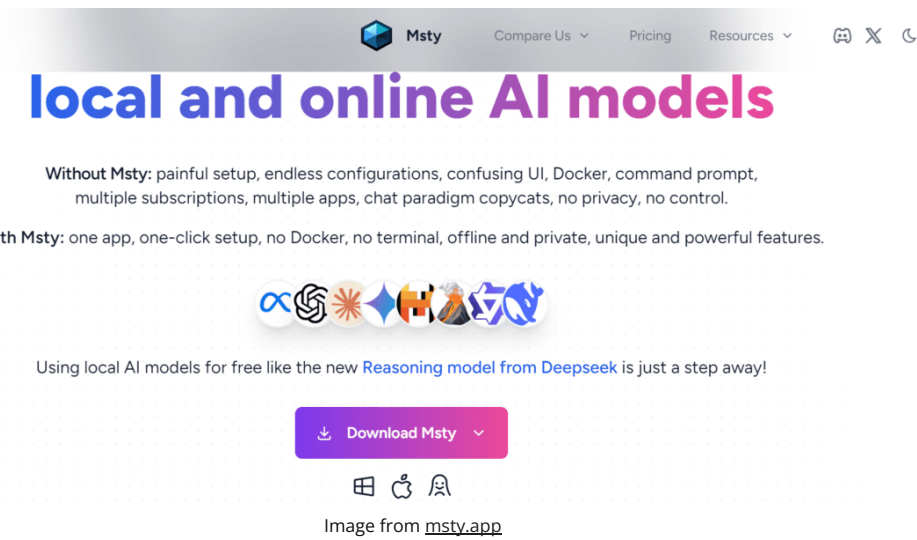 Msty Compare Us Pricing Resources
local and online AI models
Without Msty: painful setup, endless configurations, confusing UI, Docker, command prompt,
multiple subscriptions, multiple apps, chat paradigm copycats, no privacy, no control.
th Msty: one app, one-click setup, no Docker, no terminal, offline and private, unique and powerful features.
Using local AI models for free like the new Reasoning model from Deepseek is just a step away!
Download Msty
Image from msty.app